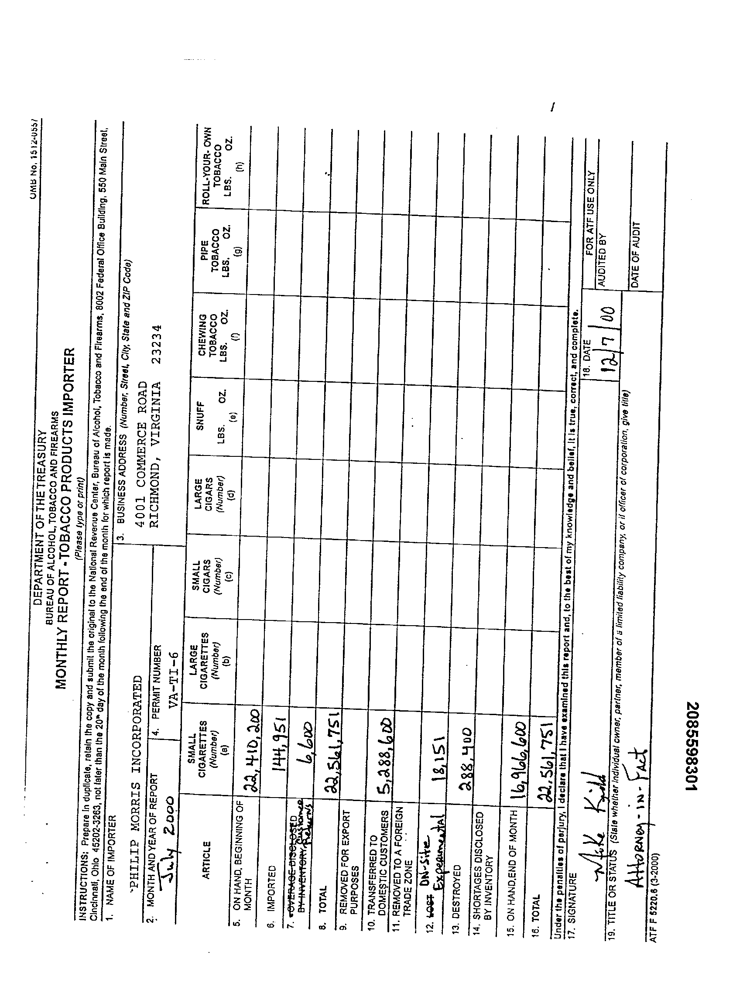 OMB No. 1512-0557
DEPARTMENT OF THE TREASURY
BUREAU OF ALCOHOL, TOBACCO AND FIREARMS
MONTHLY REPORT - TOBACCO PRODUCTS IMPORTER
(Please type or print)
INSTRUCTIONS: Prepare in duplicate, retain the copy and submit the original to the National Revenue Center, Bureau of Alcohol, Tobacco and Firearms, 8002 Federal Office Building, 550 Main Street,
Cincinnati, Ohio 45202-3263, not later than the 20th day of the month following the end of the month for which report is made.
1. NAME OF IMPORTER
PHILIP MORRIS INCORPORATED
3. BUSINESS ADDRESS (Number, Street, City, State and ZIP Code)
4001 COMMERCE ROAD
RICHMOND, VIRGINIA 23234
2. MONTH AND YEAR OF REPORT
July 2000
4. PERMIT NUMBER
VA-TI-6
ARTICLE
SMALL CIGARETTES (Number) (a)
LARGE CIGARETTES (Number) (b)
SMALL CIGARS (Number) (c)
LARGE CIGARS (Number) (d)
SNUFF LBS. OZ. (e)
CHEWING TOBACCO LBS. OZ. (f)
PIPE TOBACCO LBS. OZ. (g)
ROLL-YOUR-OWN TOBACCO LBS. OZ. (h)
5. ON HAND, BEGINNING OF MONTH 22,410,200
6. IMPORTED 144,951
7. OVERAGE DISCLOSED BY INVENTORY Customer Returns 6,600
8. TOTAL 22,561,751
9. REMOVED FOR EXPORT PURPOSES
10. TRANSFERRED TO DOMESTIC CUSTOMERS 5,288,600
11. REMOVED TO A FOREIGN TRADE ZONE
12. LOST On-site Experimental 18,151
13. DESTROYED 288,400
14. SHORTAGES DISCLOSED BY INVENTORY
15. ON HAND, END OF MONTH 16,966,600
16. TOTAL 22,561,751
Under the penalties of perjury, I declare that I have examined this report and, to the best of my knowledge and belief, it is true, correct, and complete.
17. SIGNATURE
Mike
18. DATE
12/7/00
FOR ATF USE ONLY
AUDITED BY
19. TITLE OR STATUS (State whether individual owner, partner, member of a limited liability company, or if officer of corporation, give title)
Attorney-in-Fact
DATE OF AUDIT
ATF F 5220.6 (3-2000)
2085598301